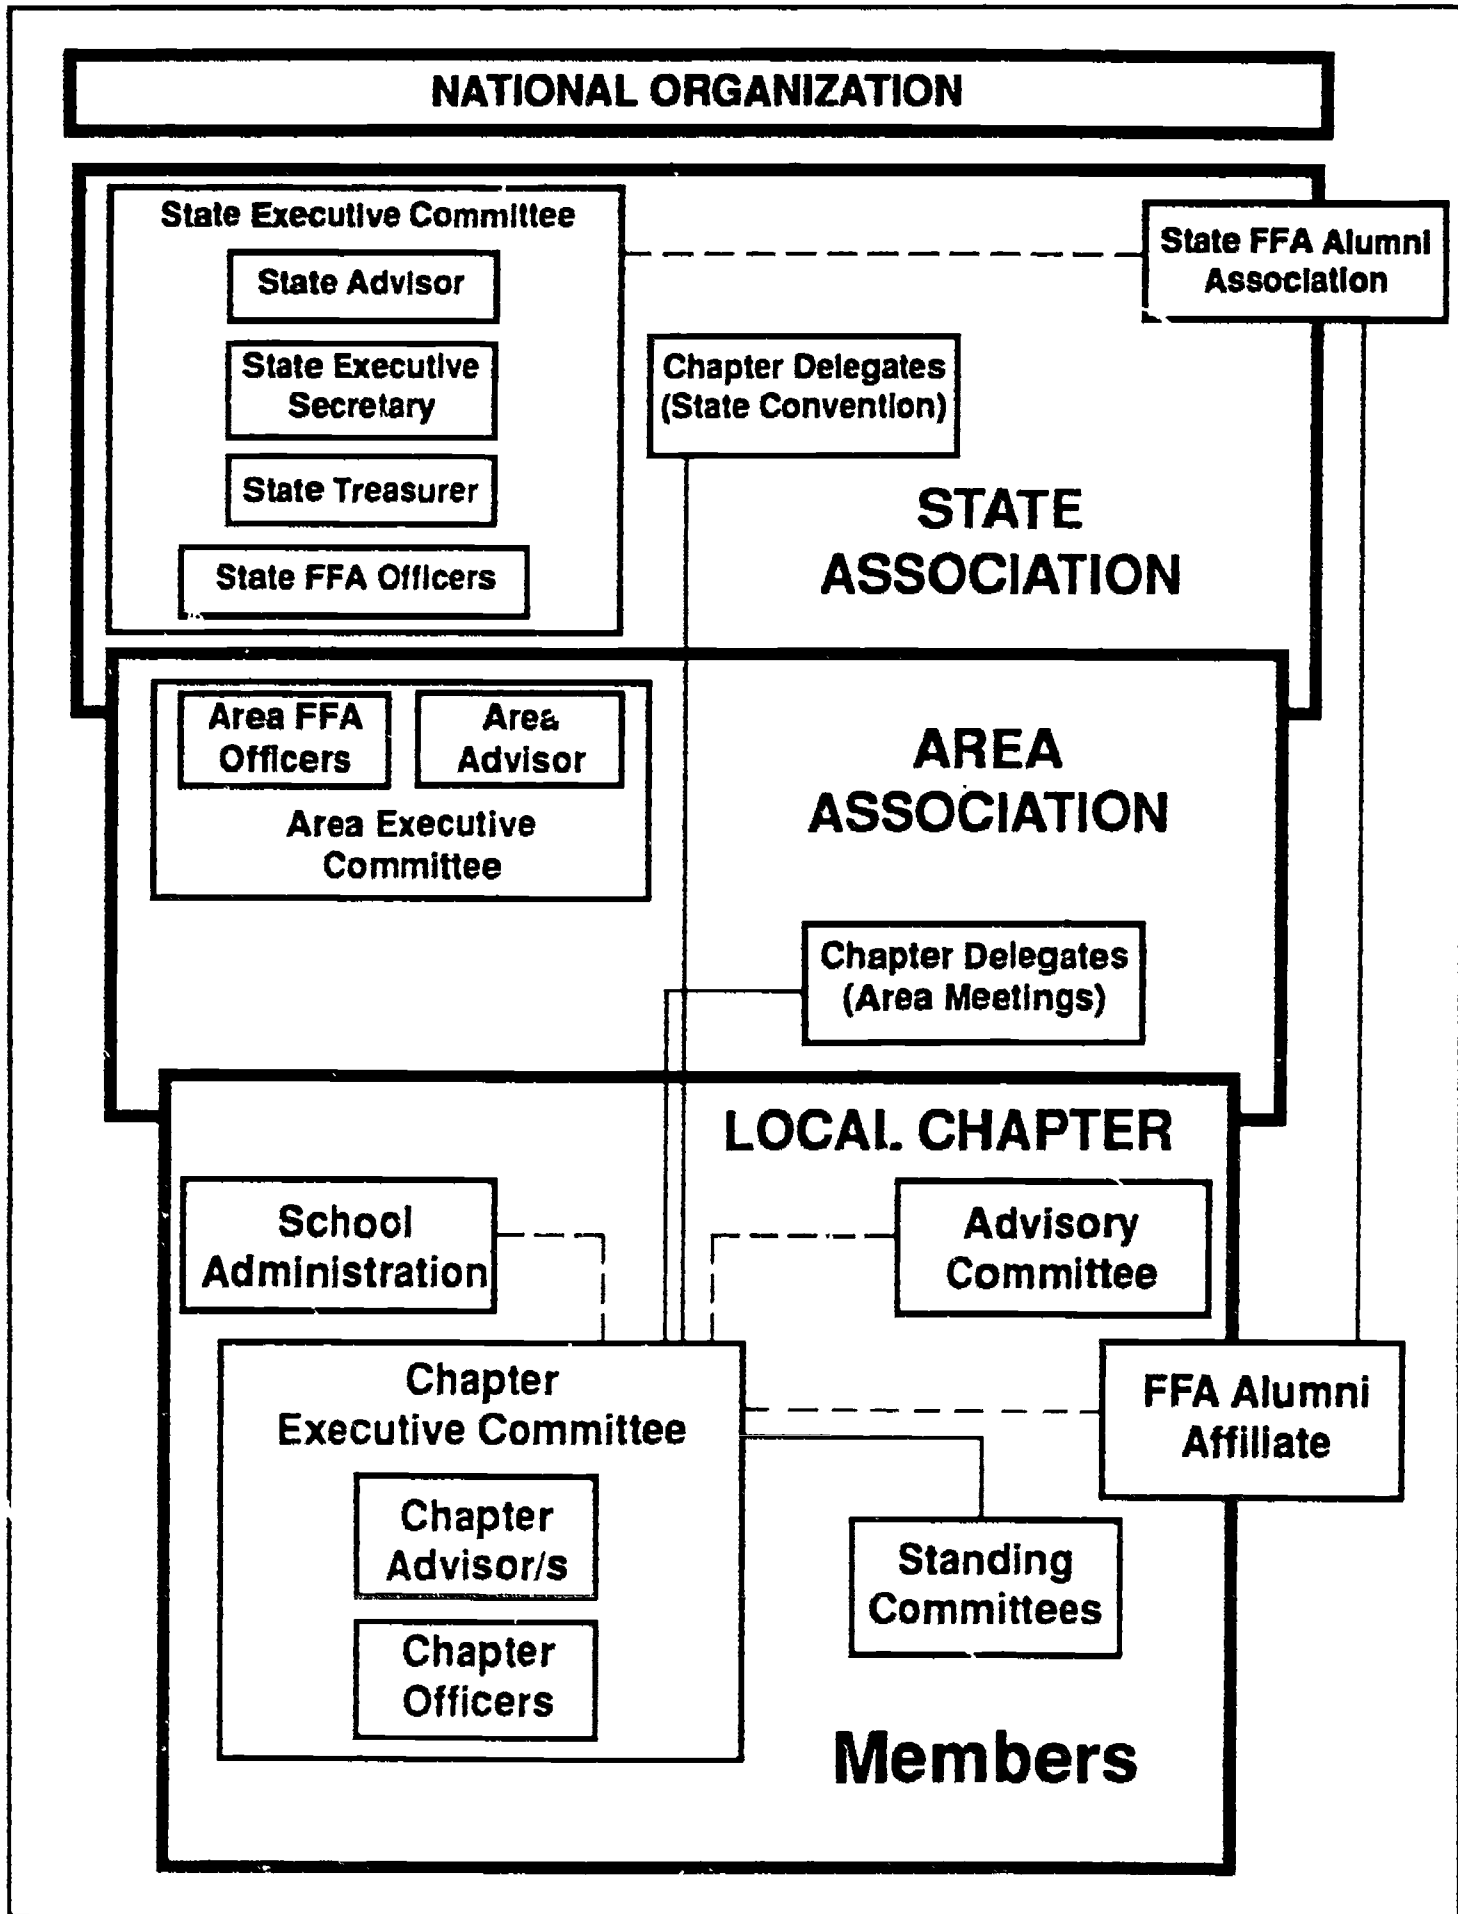 NATIONAL ORGANIZATION
State Executive Committee
State Advisor
State Executive
Secretary
State Treasurer
State FFA Officers
State FFA Alumni
Association
Chapter Delegates
(State Convention)
STATE
ASSOCIATION
Area FFA
Officers
Area
Advisor
Area Executive
Committee
AREA
ASSOCIATION
Chapter Delegates
(Area Meetings)
LOCAL CHAPTER
School
Administration
Advisory
Committee
Chapter
Executive Committee
Chapter
Advisor/s
Chapter
Officers
FFA Alumni
Affiliate
Standing
Committees
Members